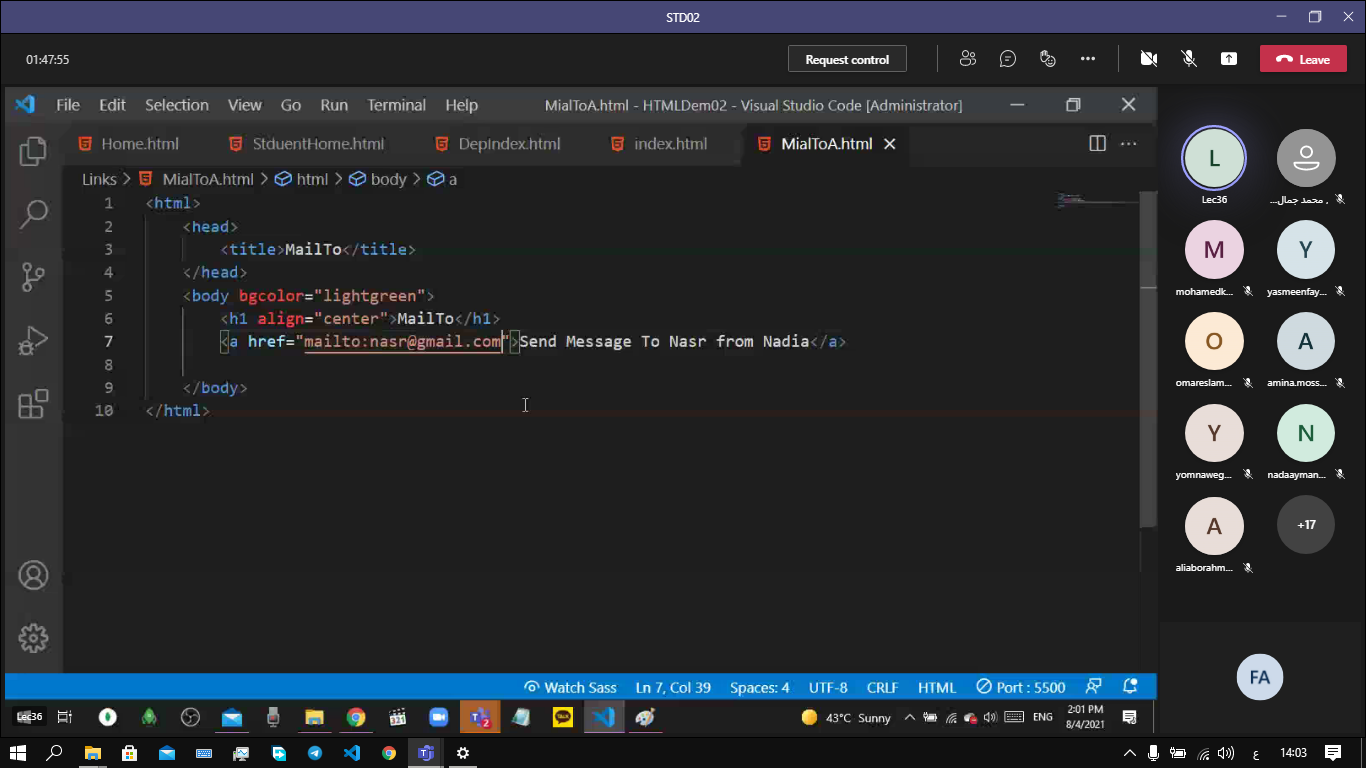 STD02
01:47:55
Request control
Leave
File Edit Selection View Go Run Terminal Help
MialToA.html - HTMLDem02 - Visual Studio Code [Administrator]
Home.html StduentHome.html DepIndex.html index.html MialToA.html
Links > MialToA.html > html > body > a
1 <html>
2 <head>
3 <title>MailTo</title>
4 </head>
5 <body bgcolor="lightgreen">
6 <h1 align="center">MailTo</h1>
7 <a href="mailto:nasr@gmail.com">Send Message To Nasr from Nadia</a>
8
9 </body>
10 </html>
L
Lec36
محمد جمال ,...
M Y
mohamedk... yasmeenfay...
O A
omareslam... amina.moss...
Y N
yomnaweg... nadaayman...
A +17
aliaborahm...
FA
Watch Sass Ln 7, Col 39 Spaces: 4 UTF-8 CRLF HTML Port : 5500
Lec36
43°C Sunny
ENG
2:01 PM
8/4/2021
ع
14:03